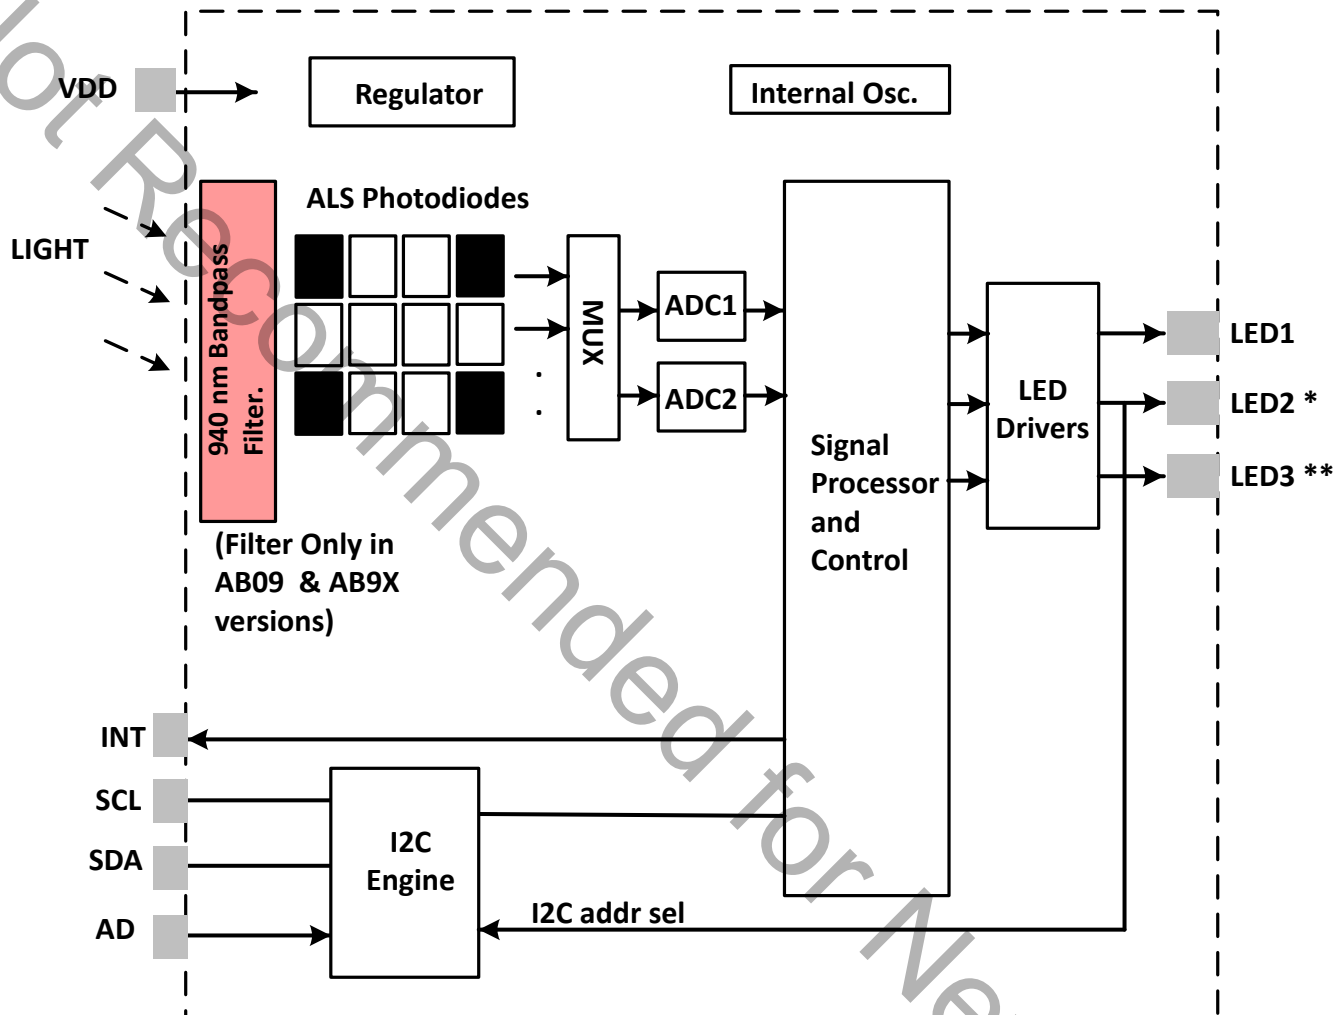 VDD
Regulator
Internal Osc.
ALS Photodiodes
LIGHT
940 nm Bandpass
Filter.
MUX
ADC1
ADC2
Signal
Processor
and
Control
LED
Drivers
LED1
LED2 *
LED3 **
(Filter Only in
AB09 & AB9X
versions)
INT
SCL
SDA
AD
I2C
Engine
I2C addr sel
Not Recommended for New